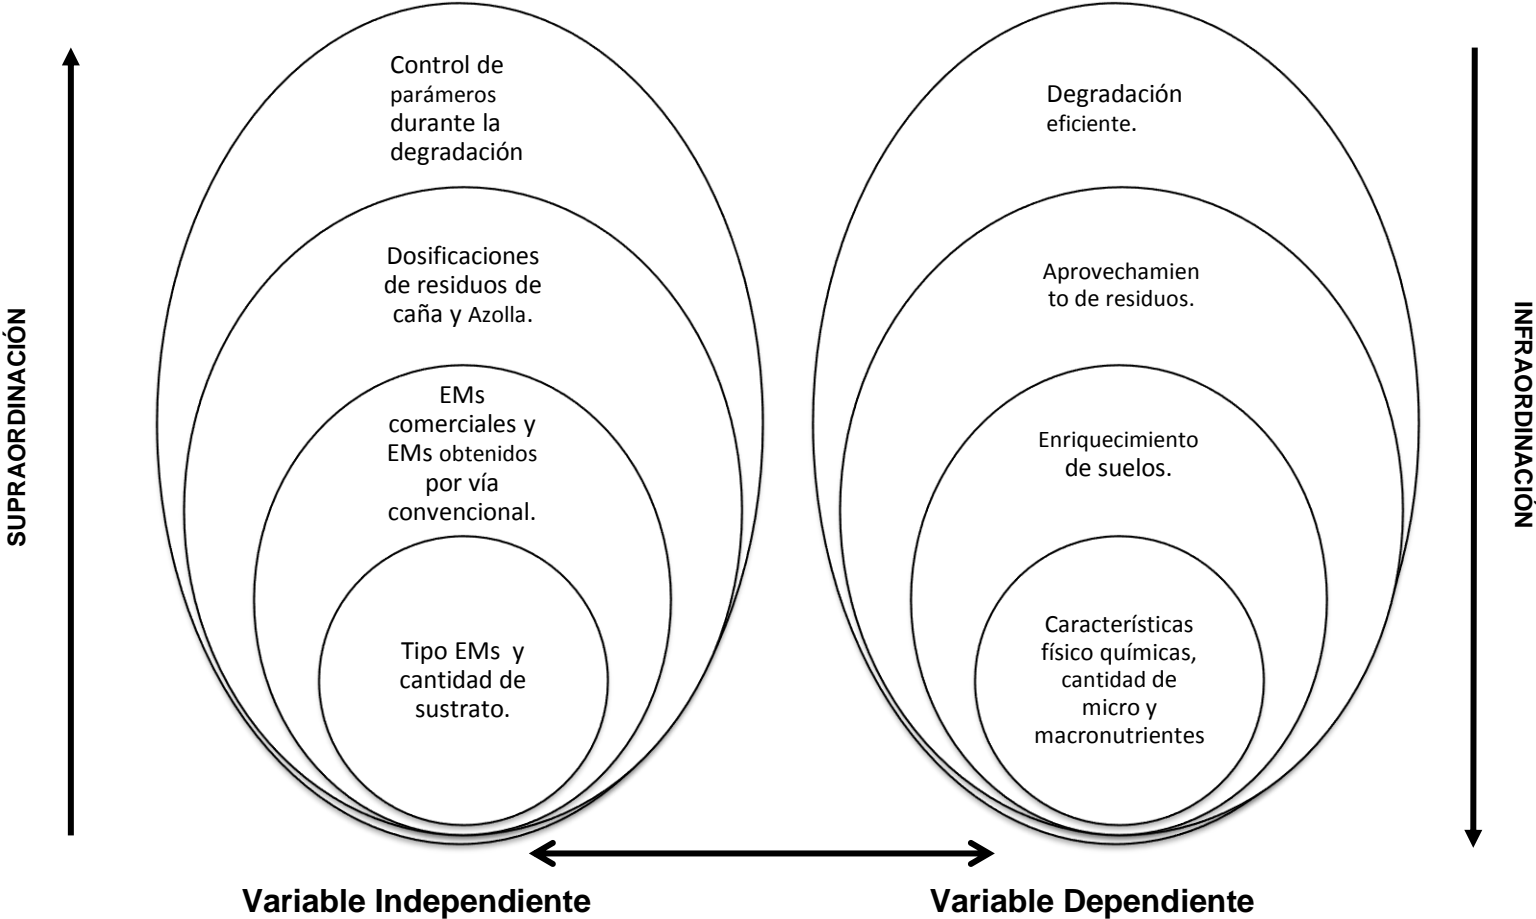 Control de
parámeros
durante la
degradación
Dosificaciones
de residuos de
caña y Azolla.
EMs
comerciales y
EMs obtenidos
por vía
convencional.
Tipo EMs y
cantidad de
sustrato.
Degradación
eficiente.
Aprovechamien
to de residuos.
Enriquecimiento
de suelos.
Características
físico químicas,
cantidad de
micro y
macronutrientes
SUPRAORDINACIÓN
INFRAORDINACIÓN
Variable Independiente
Variable Dependiente